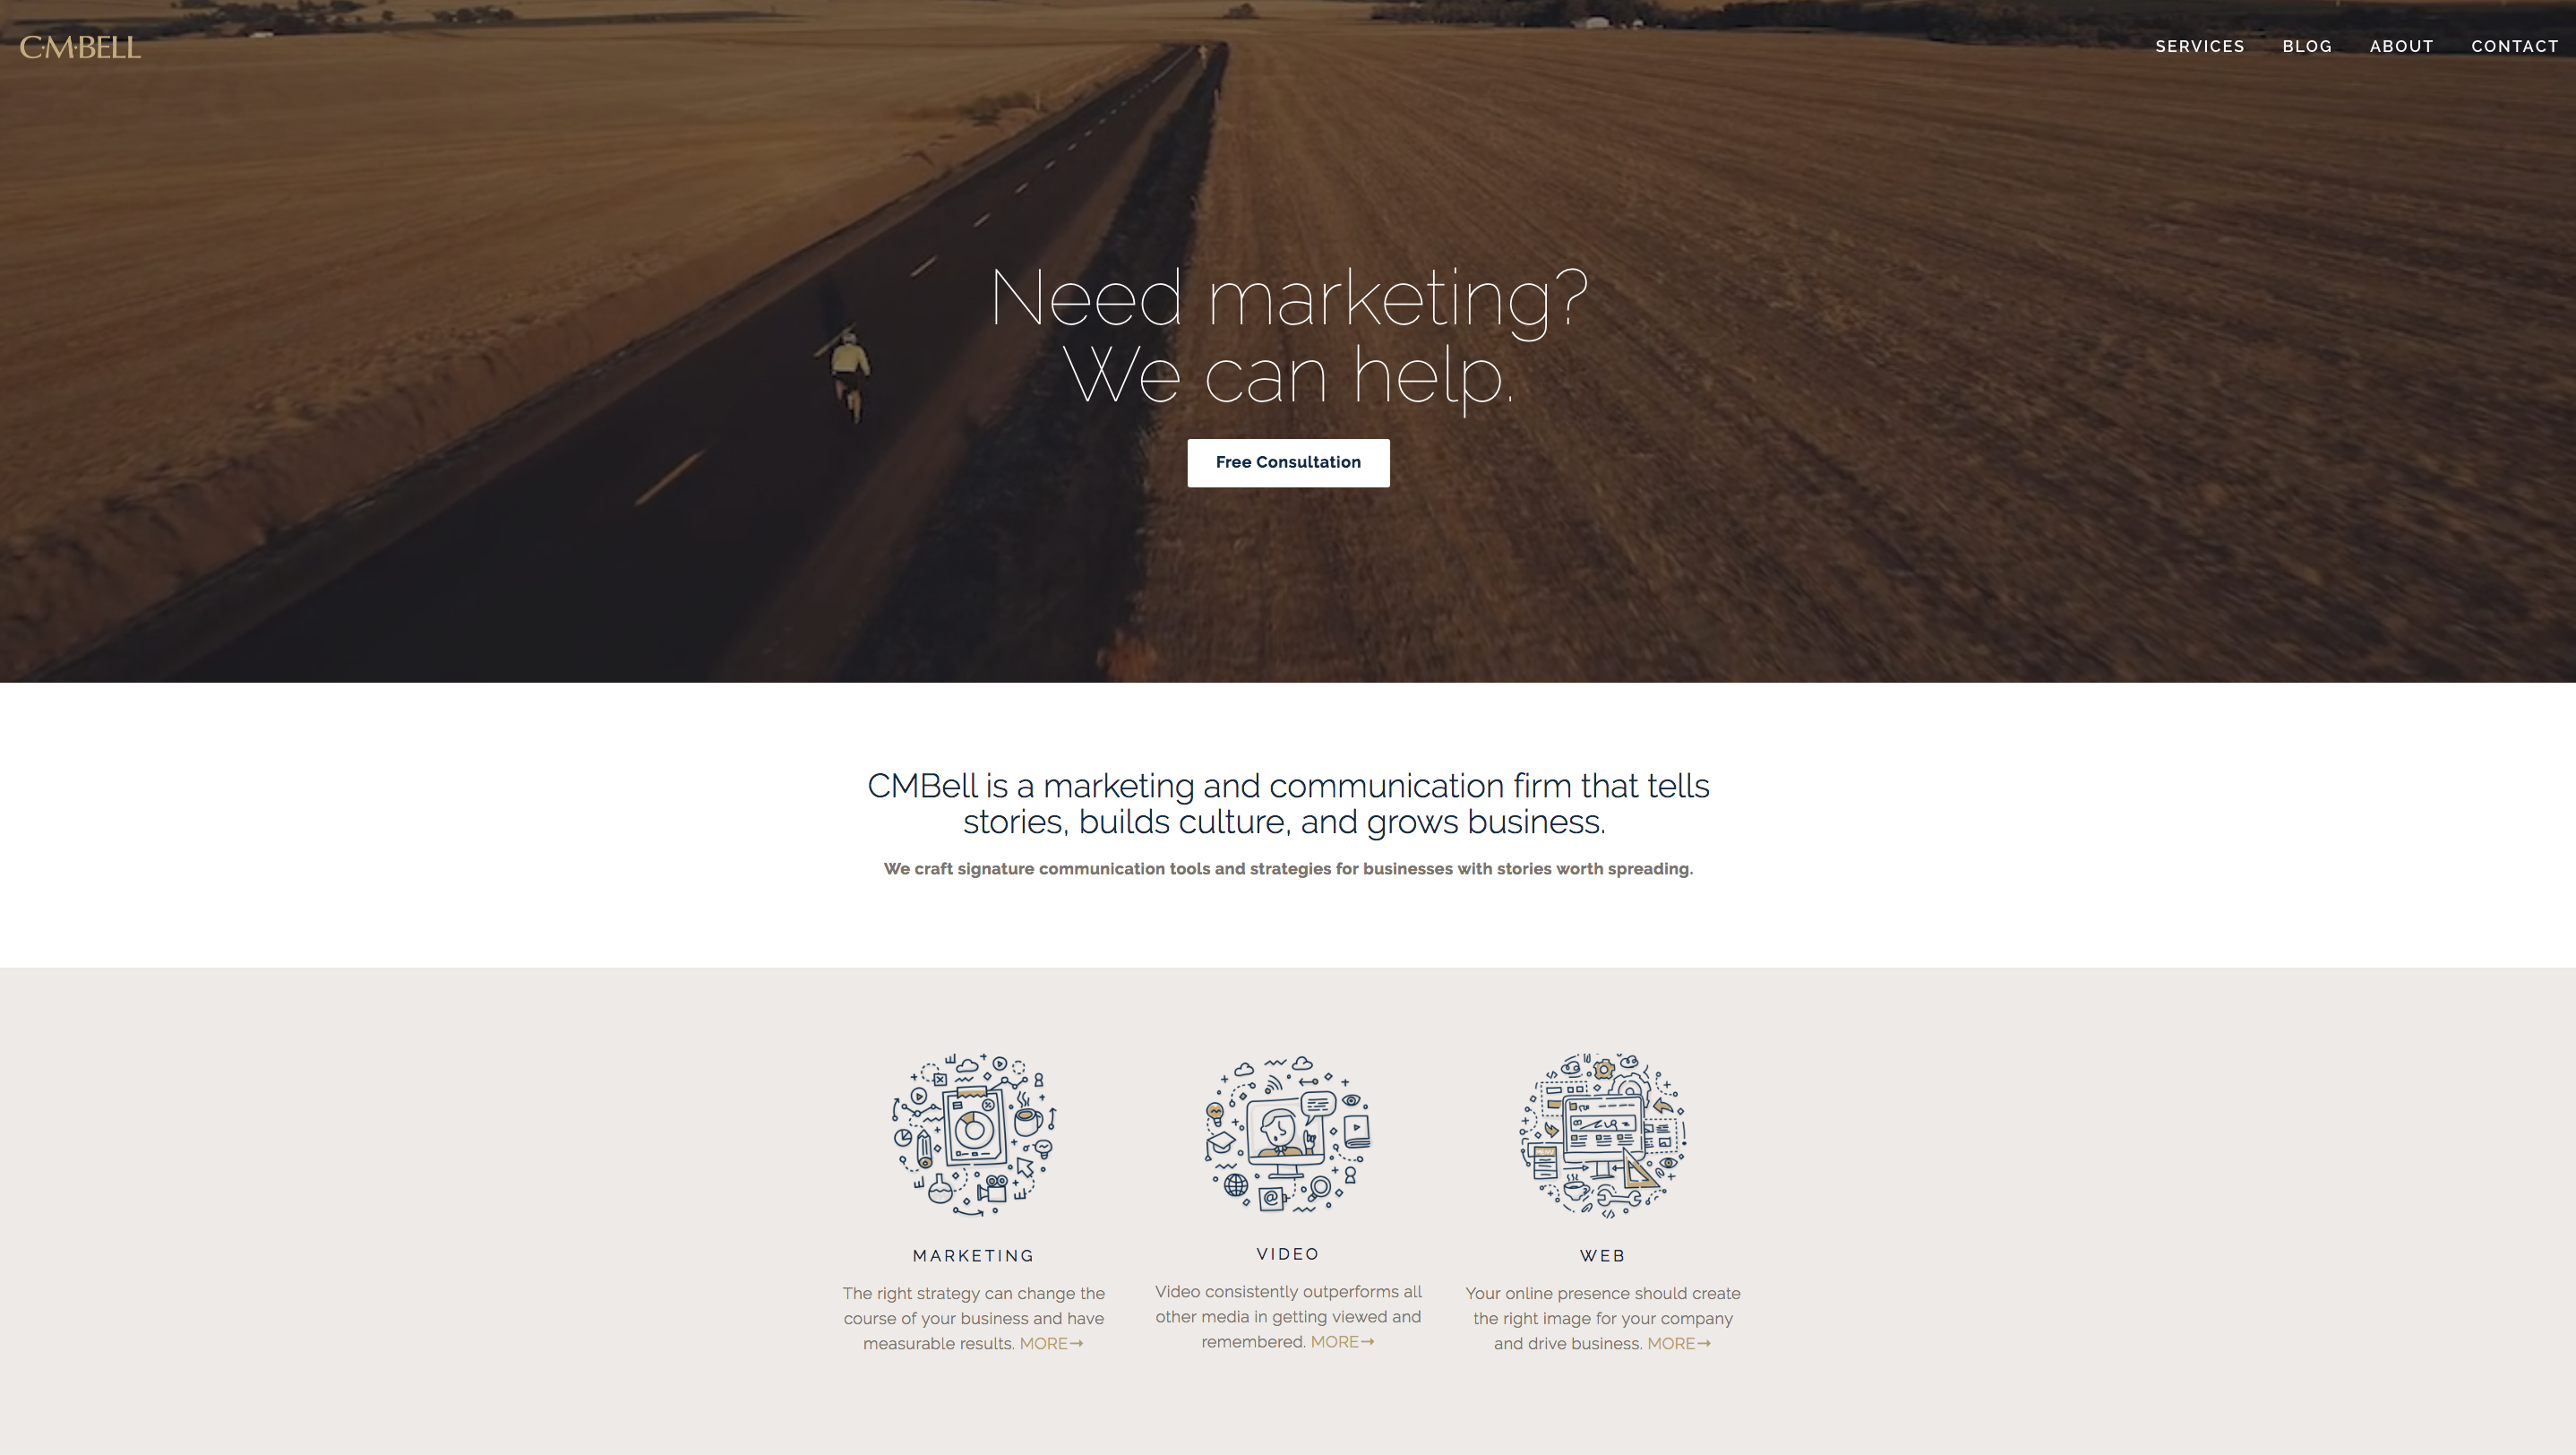 C·M·BELL
SERVICES BLOG ABOUT CONTACT
Need marketing?
We can help.
Free Consultation
CMBell is a marketing and communication firm that tells
stories, builds culture, and grows business.
We craft signature communication tools and strategies for businesses with stories worth spreading.
MARKETING
The right strategy can change the
course of your business and have
measurable results. MORE→
VIDEO
Video consistently outperforms all
other media in getting viewed and
remembered. MORE→
MENU
WEB
Your online presence should create
the right image for your company
and drive business. MORE→